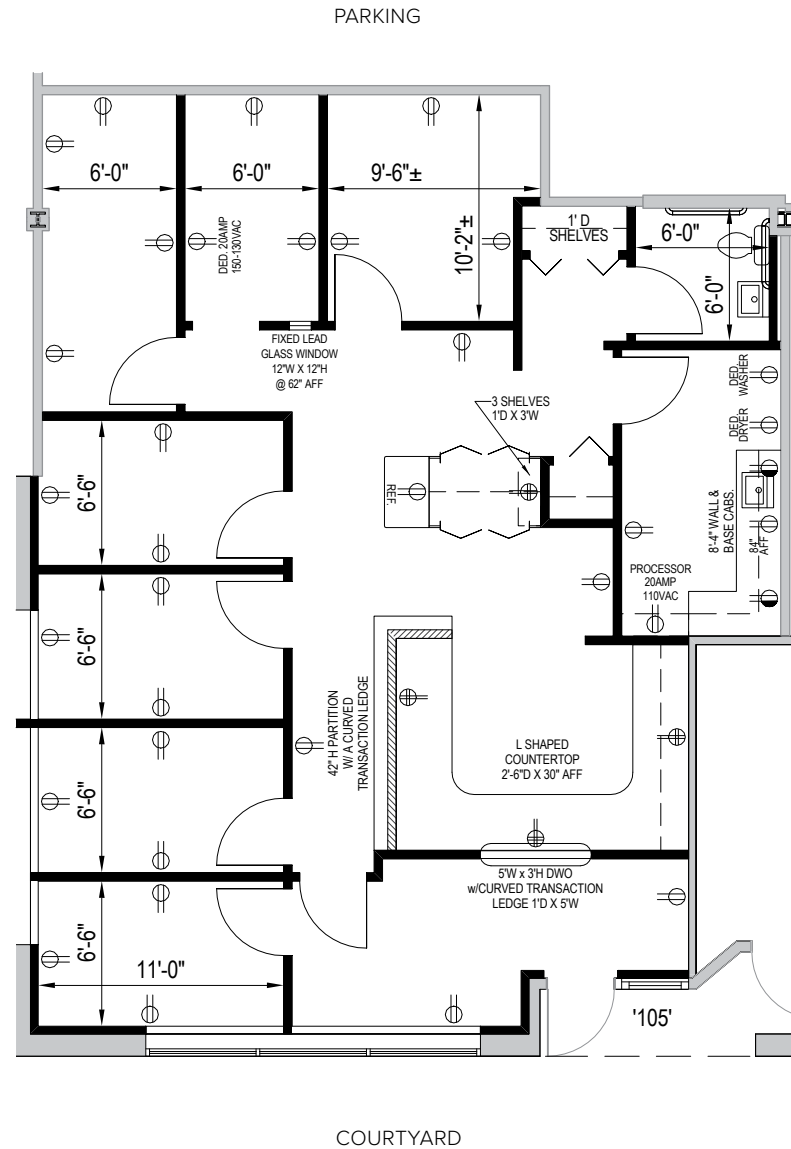 PARKING
6'-0"
6'-0"
9'-6"±
10'-2"±
DED. 20AMP
150-130VAC
1' D
SHELVES
6'-0"
6'-0"
FIXED LEAD
GLASS WINDOW
12"W X 12"H
@ 62" AFF
3 SHELVES
1'D X 3'W
DED.
WASHER
DED.
DRYER
REF.
6'-6"
8'-4" WALL &
BASE CABS.
84"
AFF
PROCESSOR
20AMP
110VAC
6'-6"
42" H PARTITION
W/ A CURVED
TRANSACTION LEDGE
L SHAPED
COUNTERTOP
2'-6"D X 30" AFF
6'-6"
5'W x 3'H DWO
w/CURVED TRANSACTION
LEDGE 1'D X 5'W
6'-6"
11'-0"
'105'
COURTYARD